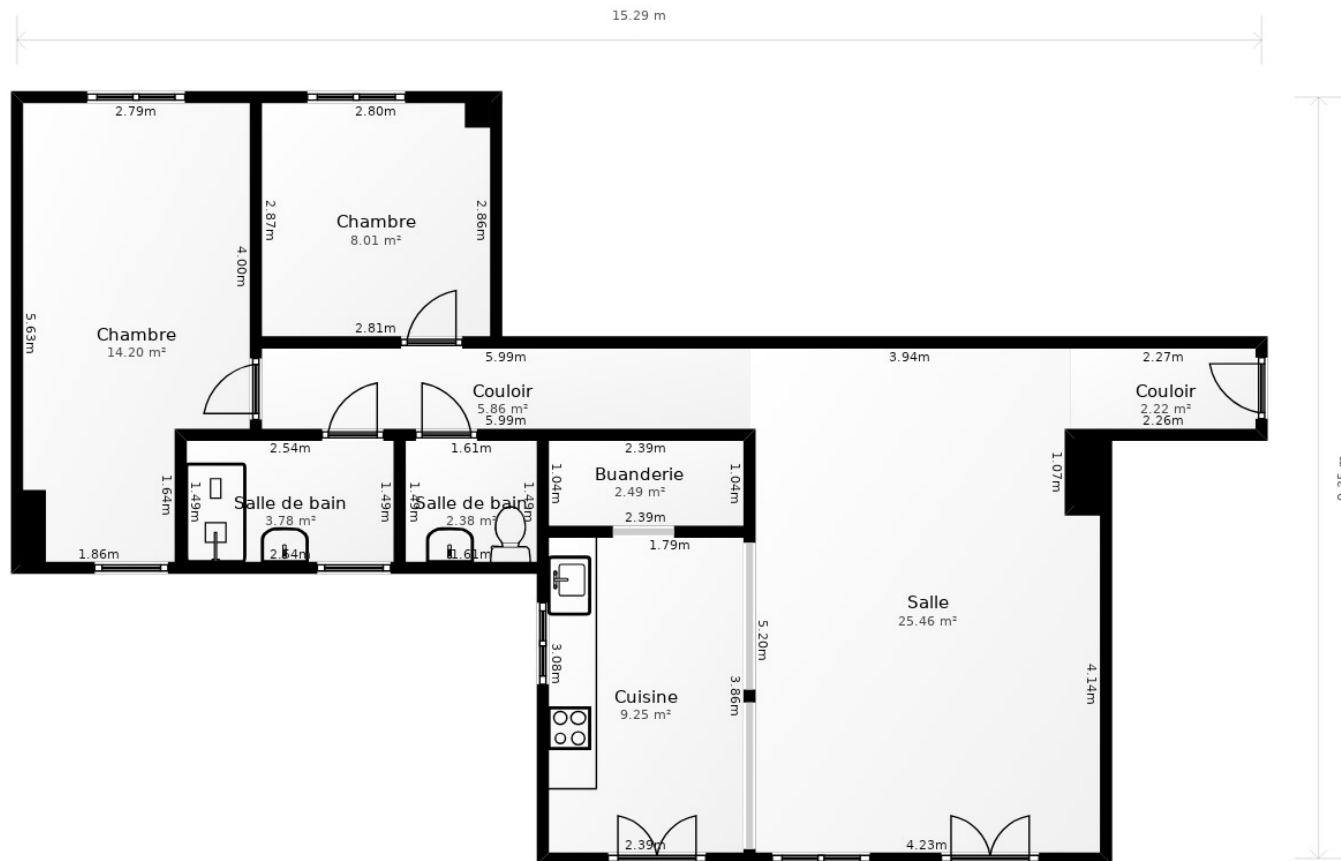 15.29 m
2.79m
2.80m
Chambre
8.01 m²
2.87m
2.86m
4.00m
5.63m
Chambre
14.20 m²
2.81m
5.99m
3.94m
2.27m
Couloir
5.86 m²
5.99m
Couloir
2.22 m²
2.26m
2.54m
1.61m
2.39m
Buanderie
2.49 m²
1.04m
1.04m
1.07m
1.64m
1.49m
Salle de bain
3.78 m²
1.49m
1.49m
Salle de bain
2.38 m²
1.49m
2.39m
1.86m
2.54m
1.61m
1.79m
Salle
25.46 m²
5.20m
3.08m
3.86m
4.14m
Cuisine
9.25 m²
2.39m
4.23m